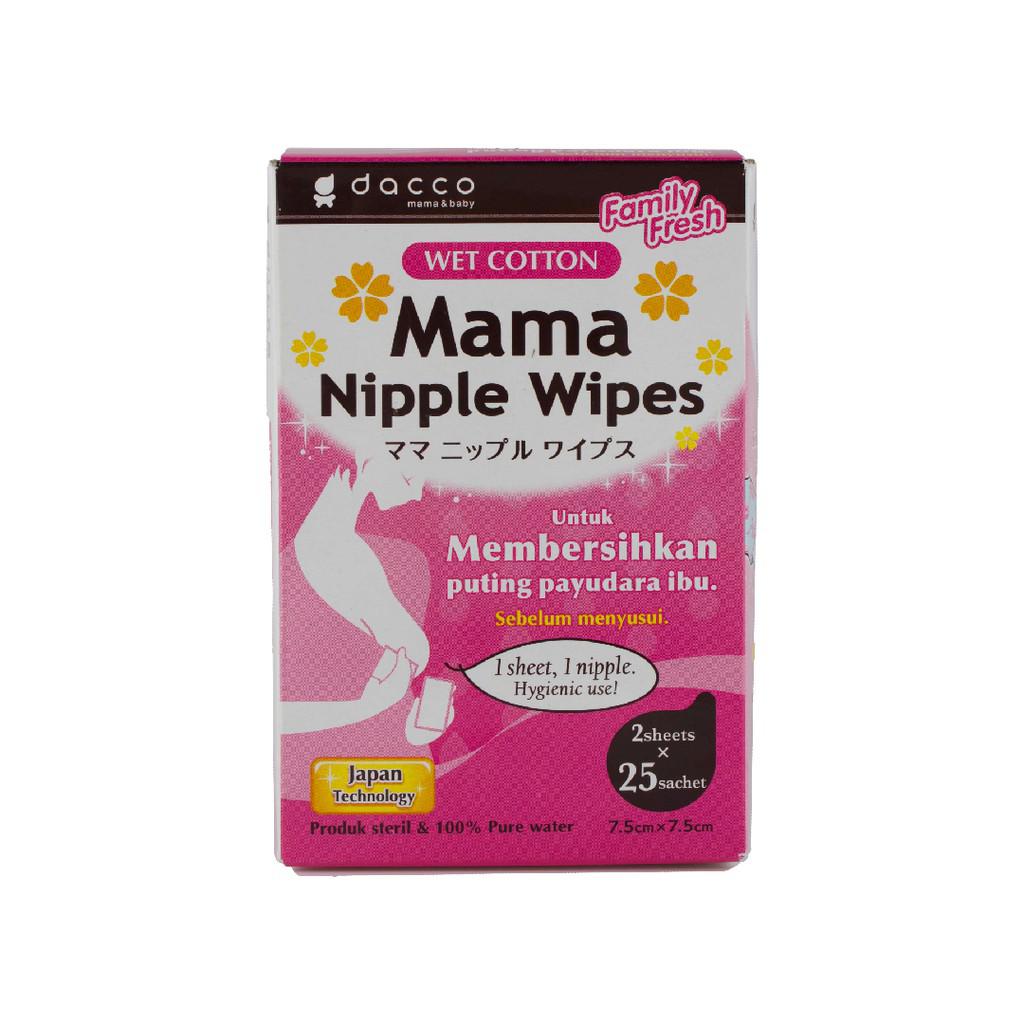 dacco
mama & baby
Family
Fresh
WET COTTON
Mama
Nipple Wipes
ママ ニップル ワイプス
Untuk
Membersihkan
puting payudara ibu.
Sebelum menyusui.
1 sheet, 1 nipple.
Hygienic use!
2sheets
×
25sachet
Japan
Technology
Produk steril & 100% Pure water
7.5cm×7.5cm